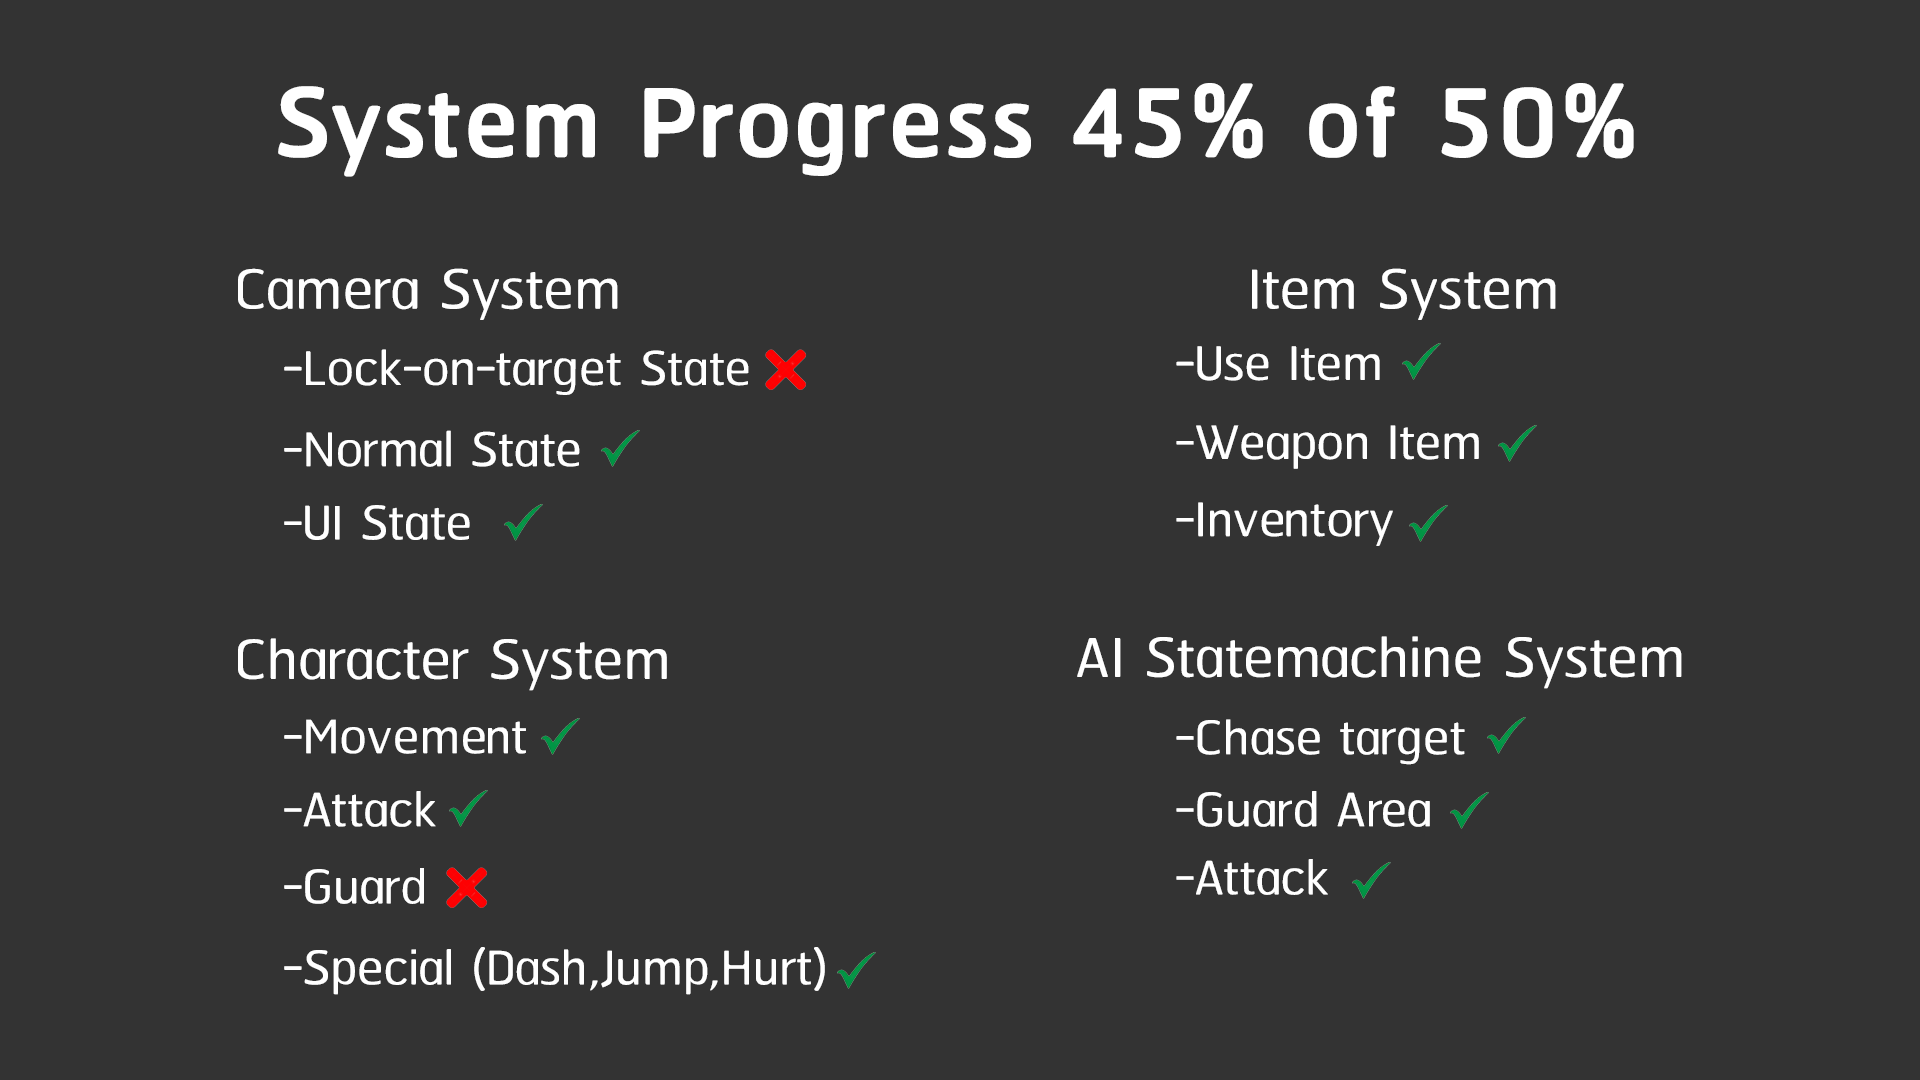 System Progress 45% of 50%
Camera System
-Lock-on-target State
-Normal State
-UI State
Item System
-Use Item
-Weapon Item
-Inventory
Character System
-Movement
-Attack
-Guard
-Special (Dash,Jump,Hurt)
AI Statemachine System
-Chase target
-Guard Area
-Attack